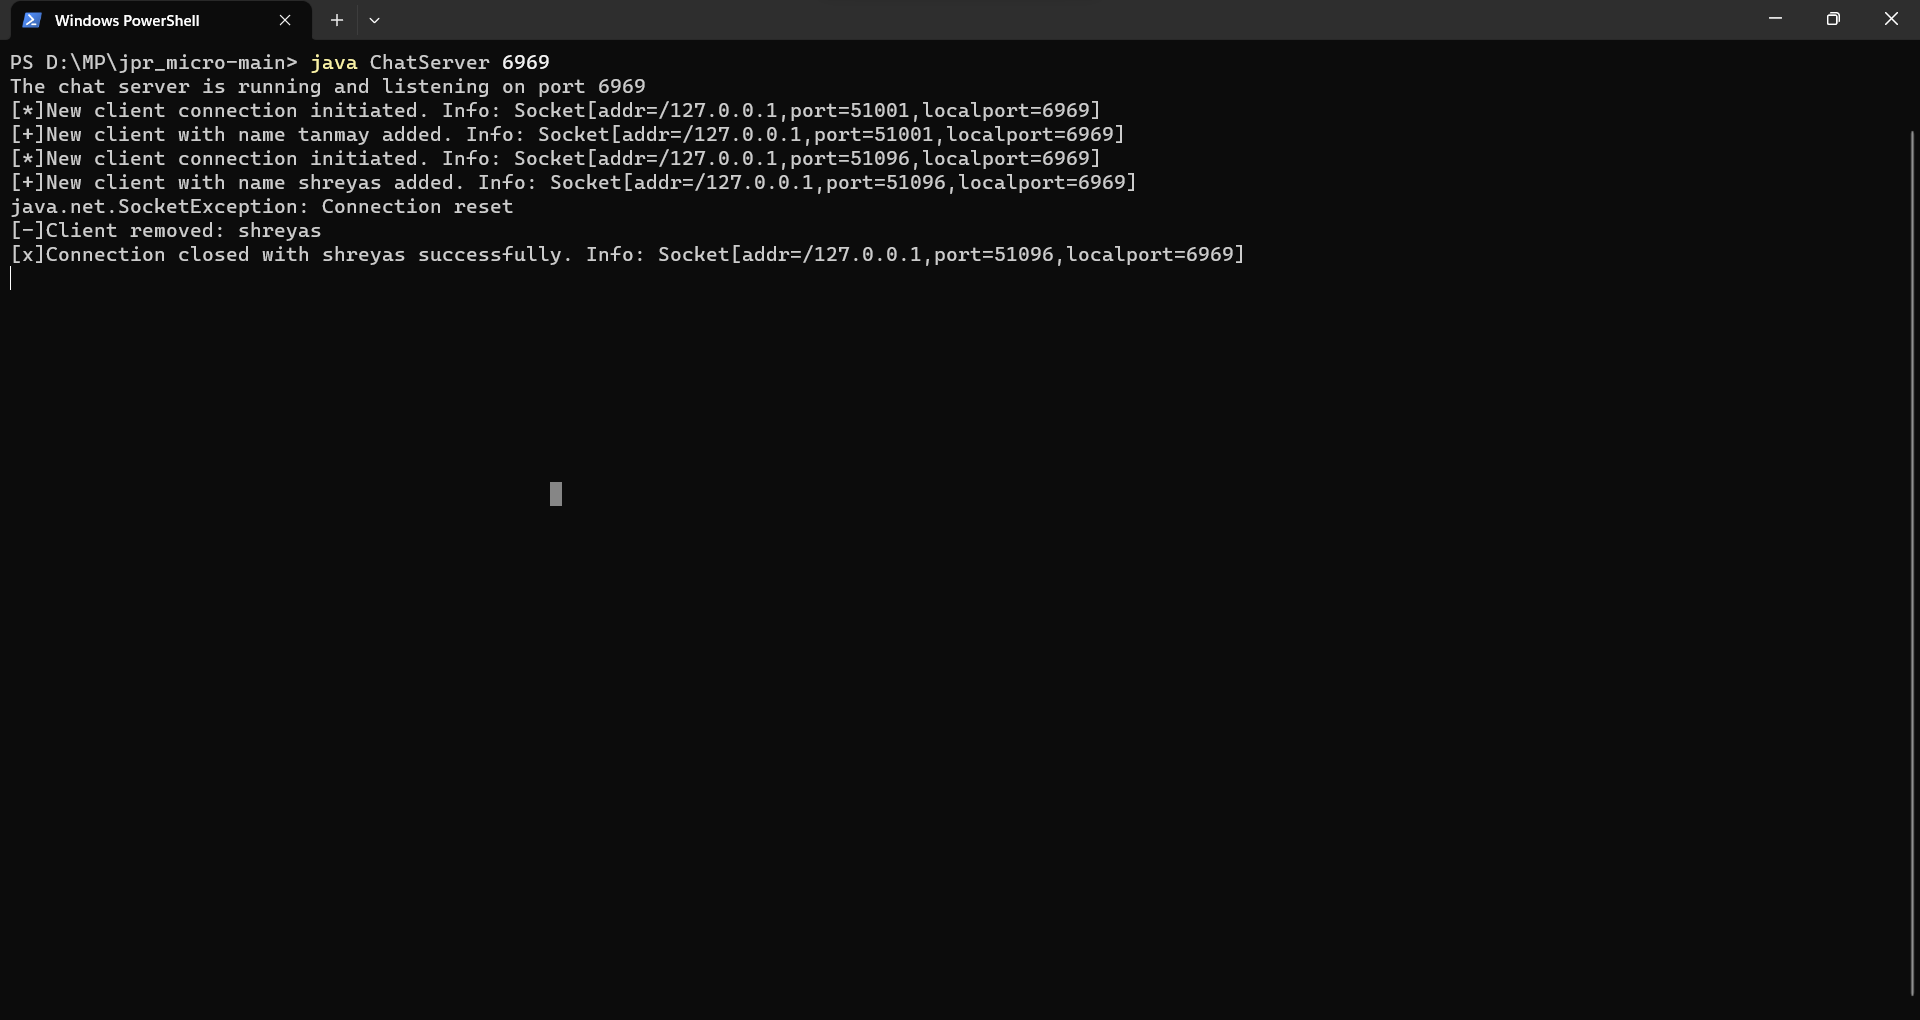 Windows PowerShell
PS D:\MP\jpr_micro-main> java ChatServer 6969
The chat server is running and listening on port 6969
[*]New client connection initiated. Info: Socket[addr=/127.0.0.1,port=51001,localport=6969]
[+]New client with name tanmay added. Info: Socket[addr=/127.0.0.1,port=51001,localport=6969]
[*]New client connection initiated. Info: Socket[addr=/127.0.0.1,port=51096,localport=6969]
[+]New client with name shreyas added. Info: Socket[addr=/127.0.0.1,port=51096,localport=6969]
java.net.SocketException: Connection reset
[-]Client removed: shreyas
[x]Connection closed with shreyas successfully. Info: Socket[addr=/127.0.0.1,port=51096,localport=6969]